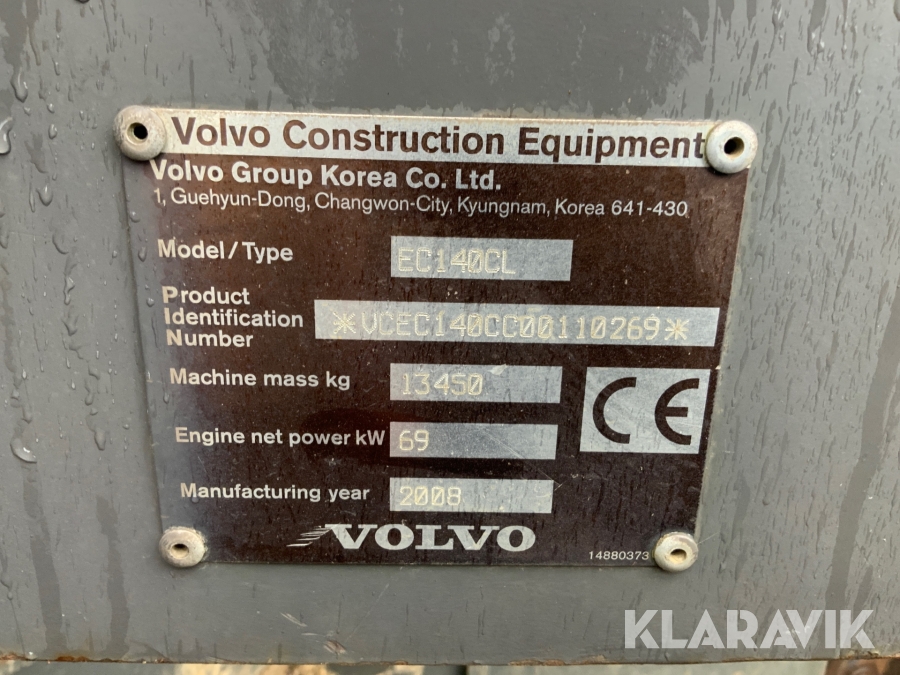 Volvo Construction Equipment
Volvo Group Korea Co. Ltd.
1, Guehyun-Dong, Changwon-City, Kyungnam, Korea 641-430
Model/Type EC140CL
Product
Identification
Number
*VCEC140CC00110269*
Machine mass kg 13450
Engine net power kW 69
CE
Manufacturing year 2008
VOLVO
14880373
KLARAVIK